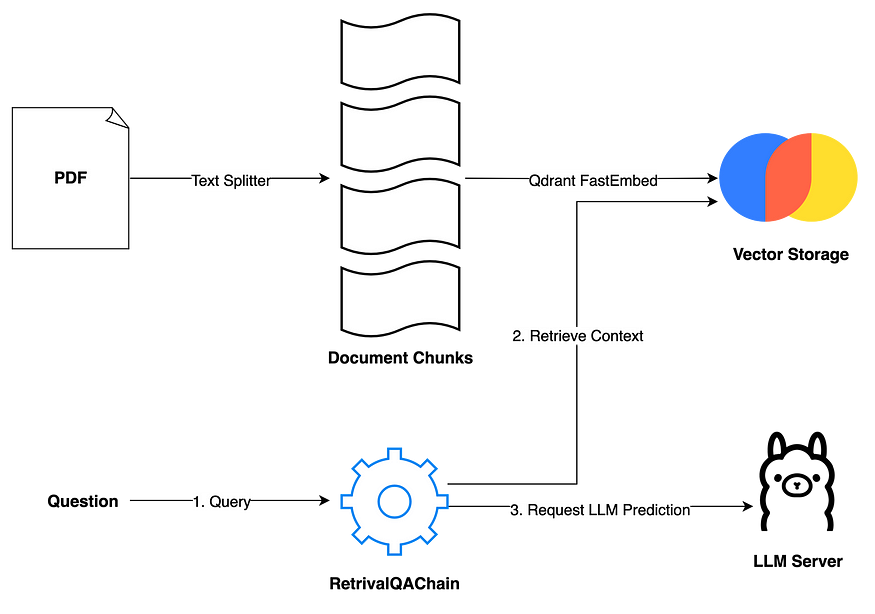 PDF
Text Splitter
Qdrant FastEmbed
Vector Storage
Document Chunks
2. Retrieve Context
Question
1. Query
3. Request LLM Prediction
RetrivalQAChain
LLM Server